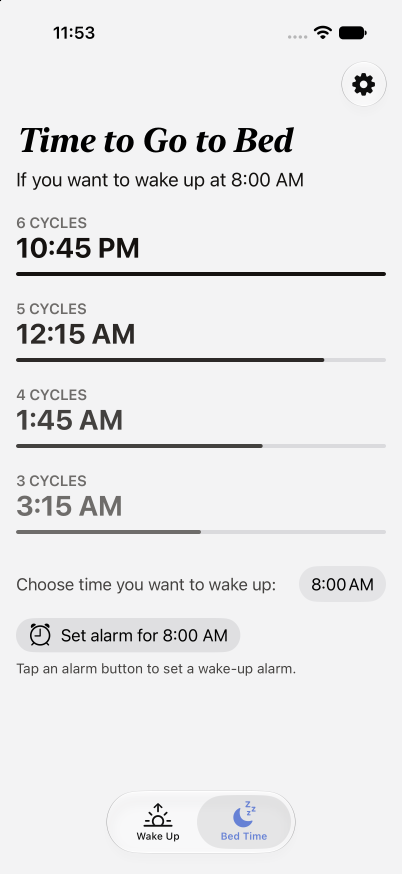 11:53
Time to Go to Bed
If you want to wake up at 8:00 AM
6 CYCLES
10:45 PM
5 CYCLES
12:15 AM
4 CYCLES
1:45 AM
3 CYCLES
3:15 AM
Choose time you want to wake up: 8:00 AM
Set alarm for 8:00 AM
Tap an alarm button to set a wake-up alarm.
z z z
Wake Up Bed Time